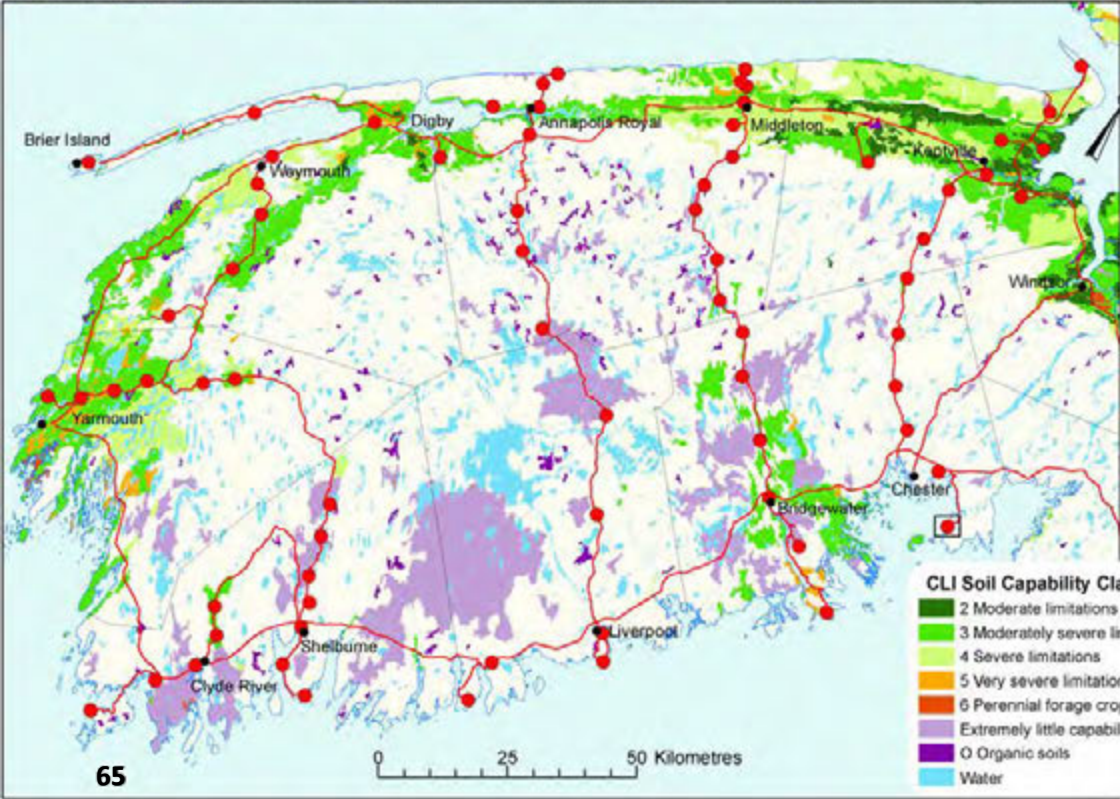 Brier Island
Digby
Annapolis Royal
Middleton
Kentville
Weymouth
Windsor
Yarmouth
Chester
Bridgewater
Shelburne
Liverpool
Clyde River
CLI Soil Capability Cla
2 Moderate limitations
3 Moderately severe li
4 Severe limitations
5 Very severe limitation
6 Perennial forage cro
Extremely little capabil
O Organic soils
Water
0 25 50 Kilometres
65